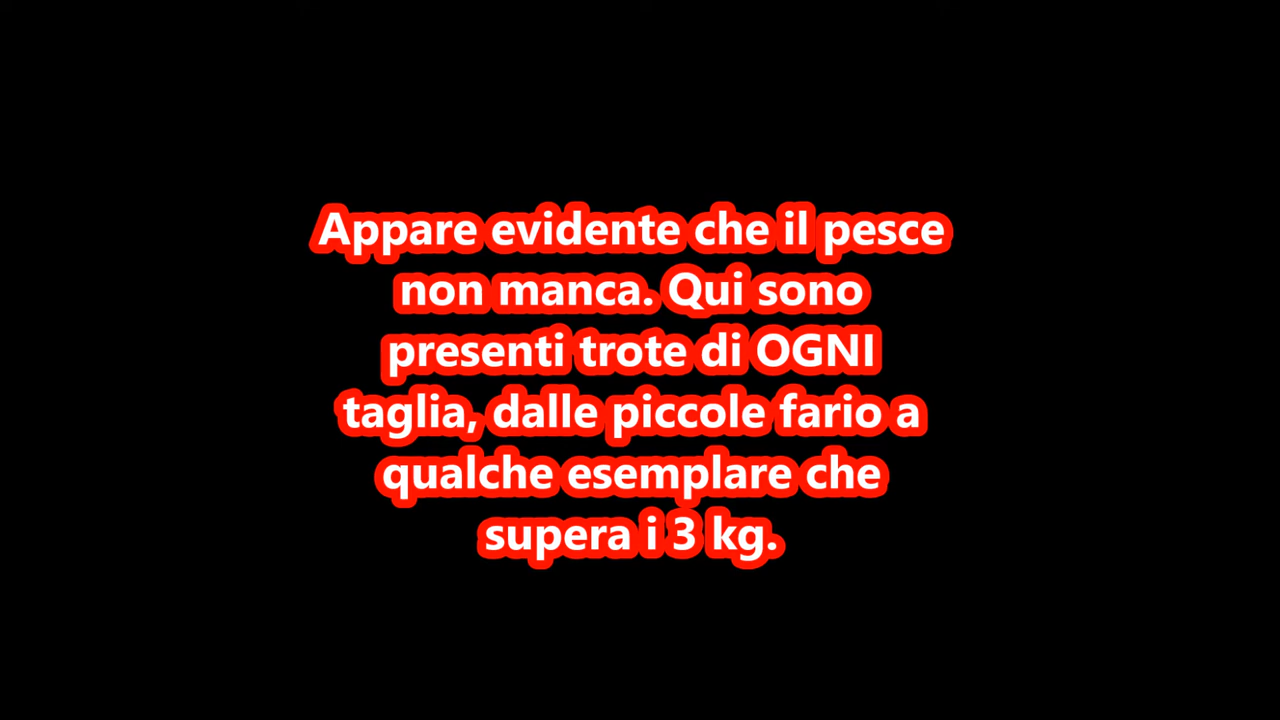 Appare evidente che il pesce
non manca. Qui sono
presenti trote di OGNI
taglia, dalle piccole fario a
qualche esemplare che
supera i 3 kg.